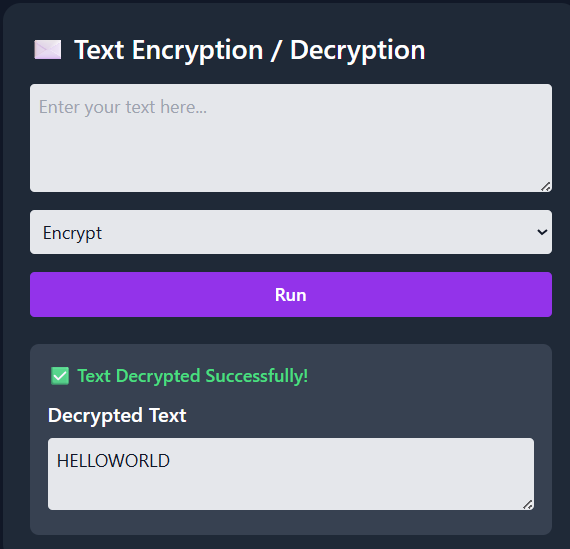 Text Encryption / Decryption
Enter your text here...
Encrypt
Run
Text Decrypted Successfully!
Decrypted Text
HELLOWORLD